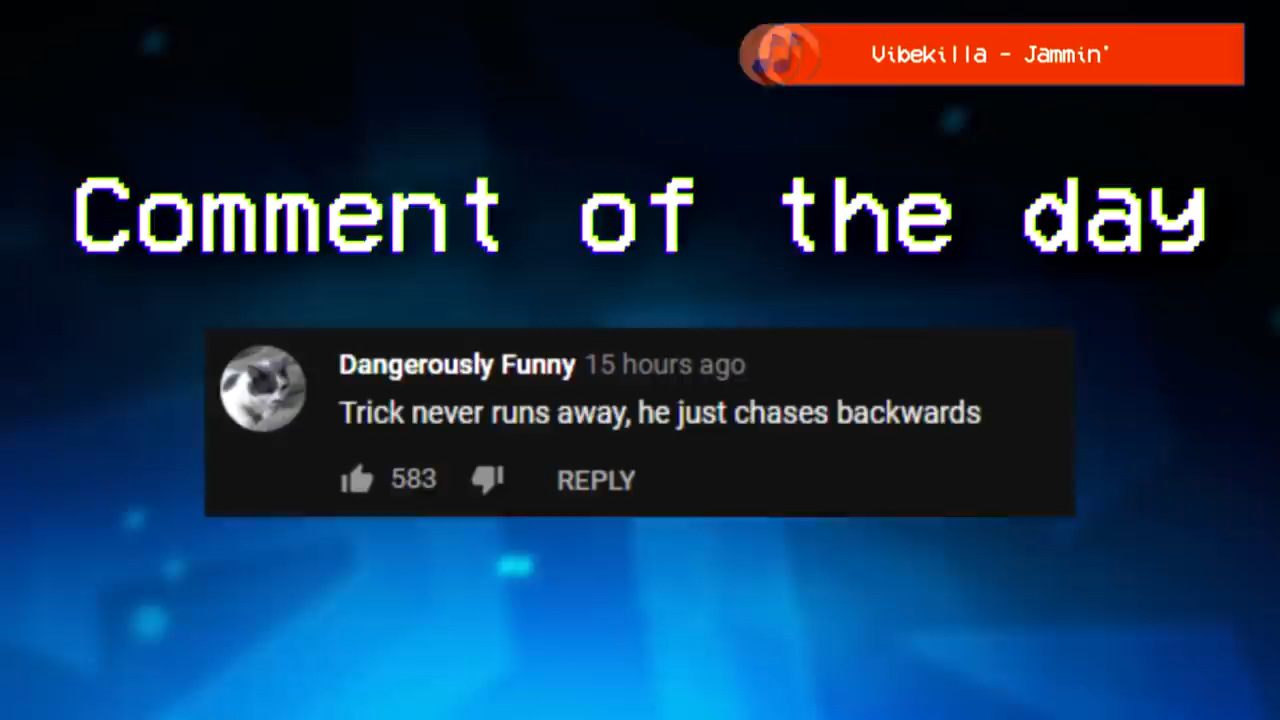 Vibekilla - Jammin'
Comment of the day
Dangerously Funny 15 hours ago
Trick never runs away, he just chases backwards
583 REPLY